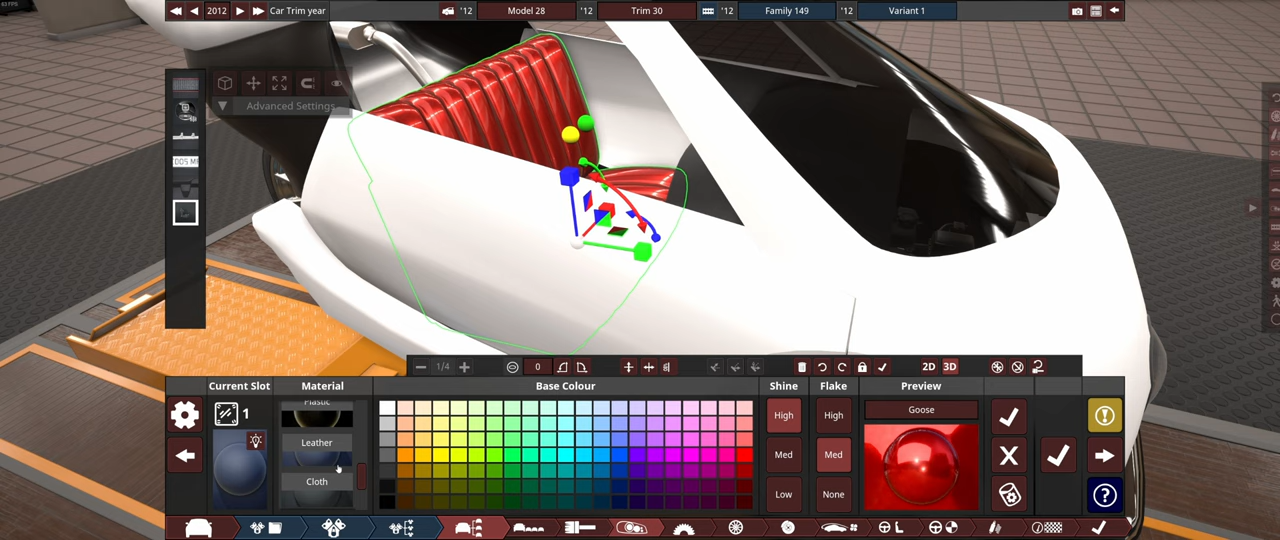 2012 Car Trim year '12 Model 28 '12 Trim 30 '12 Family 149 '12 Variant 1
Advanced Settings
1/4 0 2D 3D
Current Slot Material Base Colour Shine Flake Preview
1
Plastic
Leather
Cloth
High
Med
Low
High
Med
None
Goose